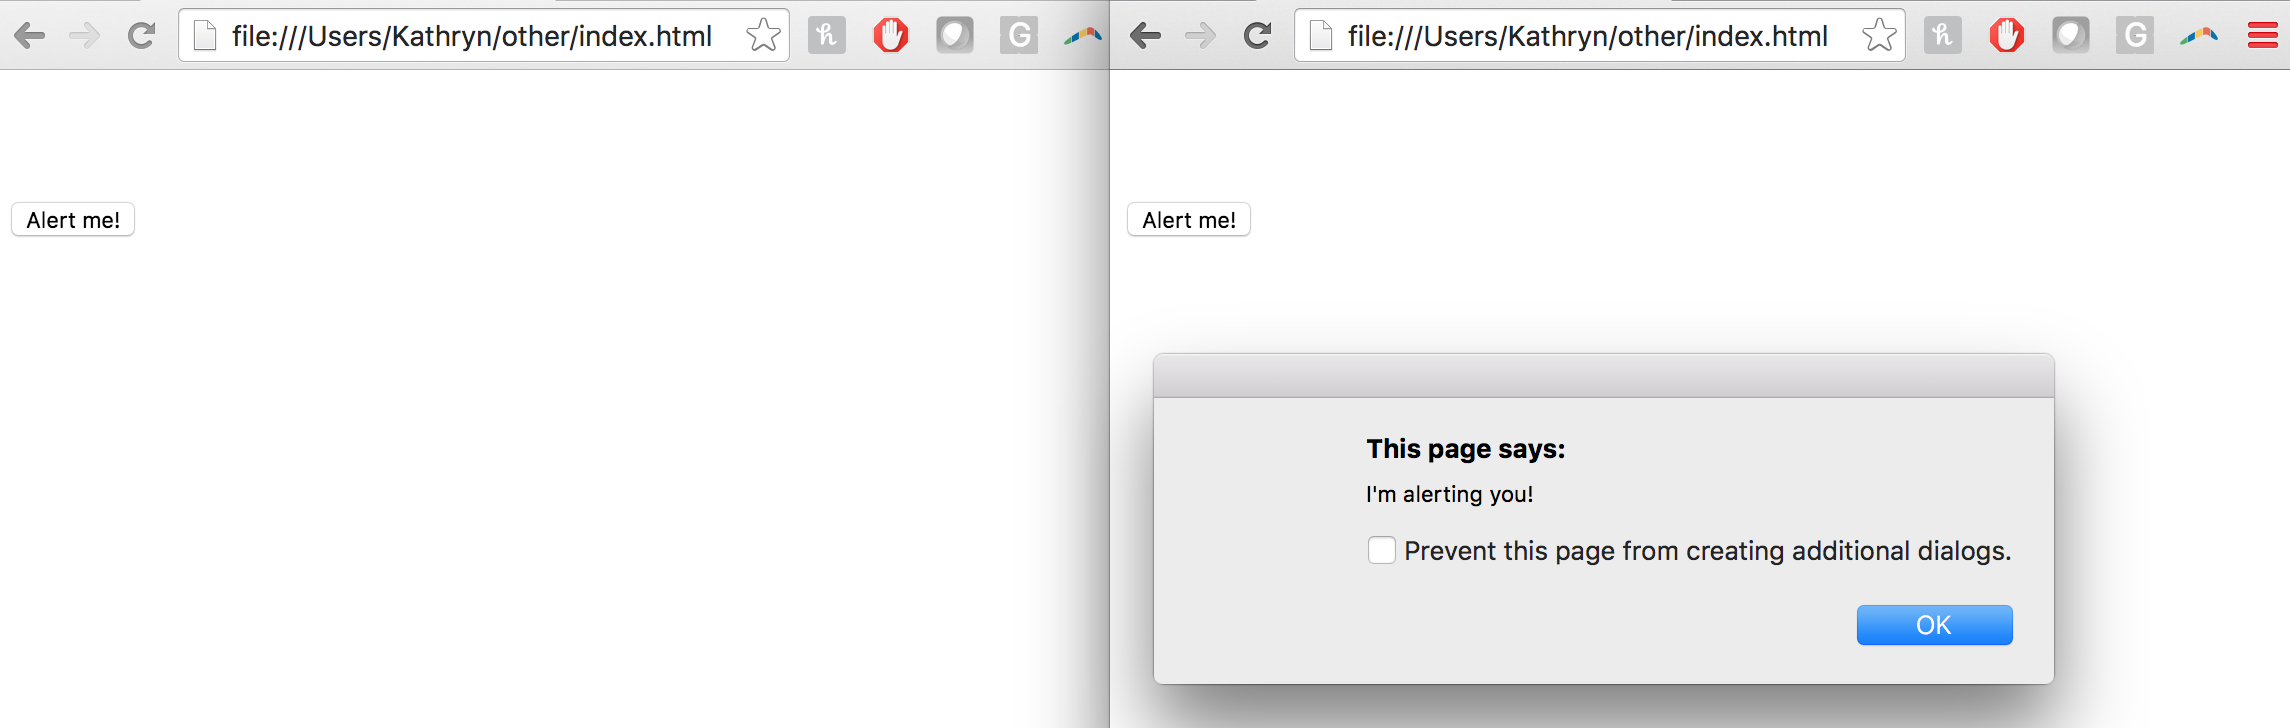 file:///Users/Kathryn/other/index.html
h
G
Alert me!
file:///Users/Kathryn/other/index.html
h
G
Alert me!
This page says:
I'm alerting you!
Prevent this page from creating additional dialogs.
OK